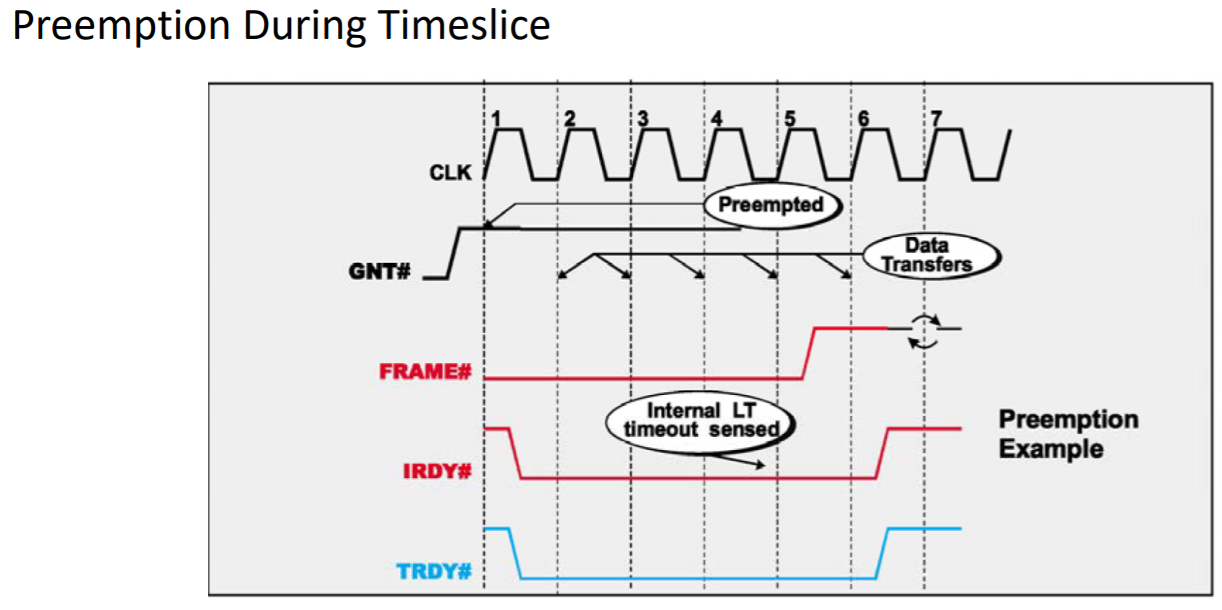 Preemption During Timeslice
1 2 3 4 5 6 7
CLK
Preempted
Data
Transfers
GNT#
FRAME#
Internal LT
timeout sensed
Preemption
Example
IRDY#
TRDY#